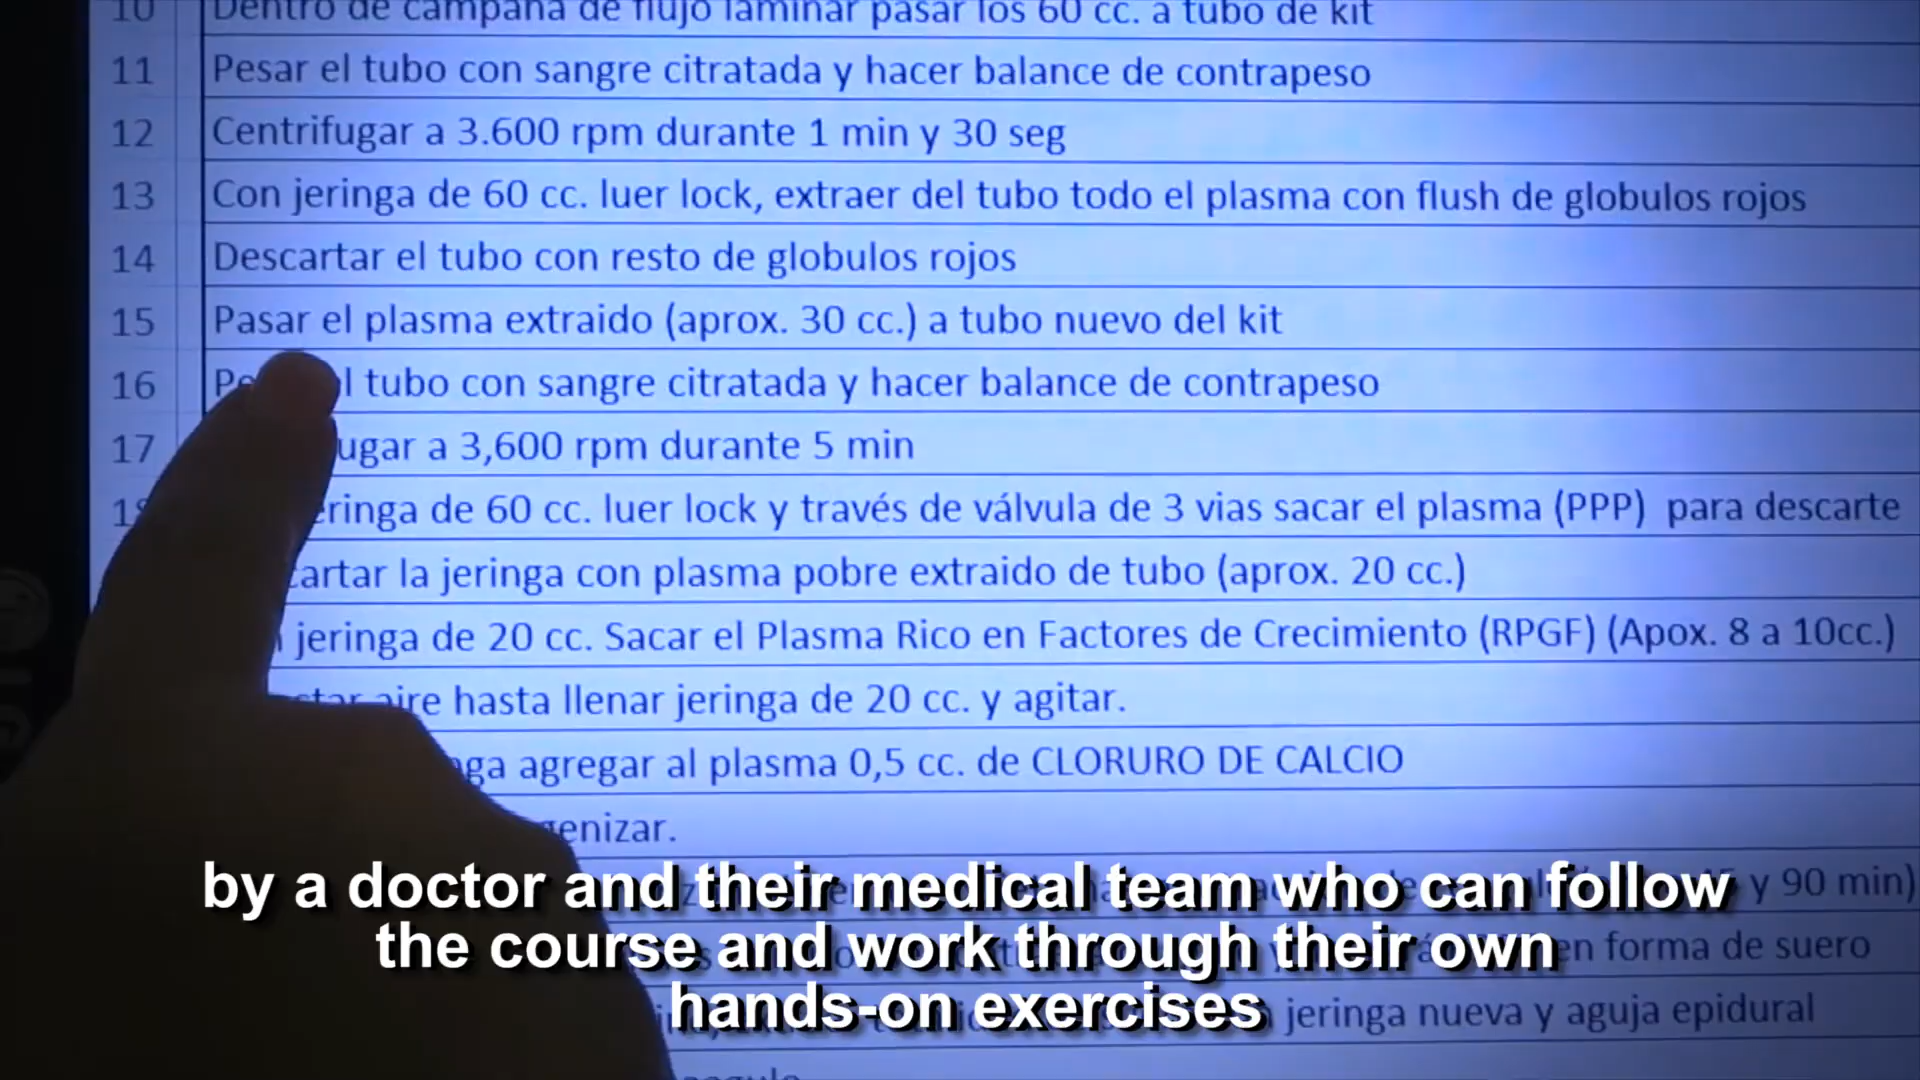 10 Dentro de campana de flujo laminar pasar los 60 cc. a tubo de kit
11 Pesar el tubo con sangre citratada y hacer balance de contrapeso
12 Centrifugar a 3.600 rpm durante 1 min y 30 seg
13 Con jeringa de 60 cc. luer lock, extraer del tubo todo el plasma con flush de globulos rojos
14 Descartar el tubo con resto de globulos rojos
15 Pasar el plasma extraido (aprox. 30 cc.) a tubo nuevo del kit
16 tubo con sangre citratada y hacer balance de contrapeso
17 ugar a 3,600 rpm durante 5 min
eringa de 60 cc. luer lock y través de válvula de 3 vias sacar el plasma (PPP) para descarte
artar la jeringa con plasma pobre extraido de tubo (aprox. 20 cc.)
jeringa de 20 cc. Sacar el Plasma Rico en Factores de Crecimiento (RPGF) (Apox. 8 a 10cc.)
aire hasta llenar jeringa de 20 cc. y agitar.
ga agregar al plasma 0,5 cc. de CLORURO DE CALCIO
genizar.
y 90 min)
en forma de suero
jeringa nueva y aguja epidural
by a doctor and their medical team who can follow
the course and work through their own
hands-on exercises